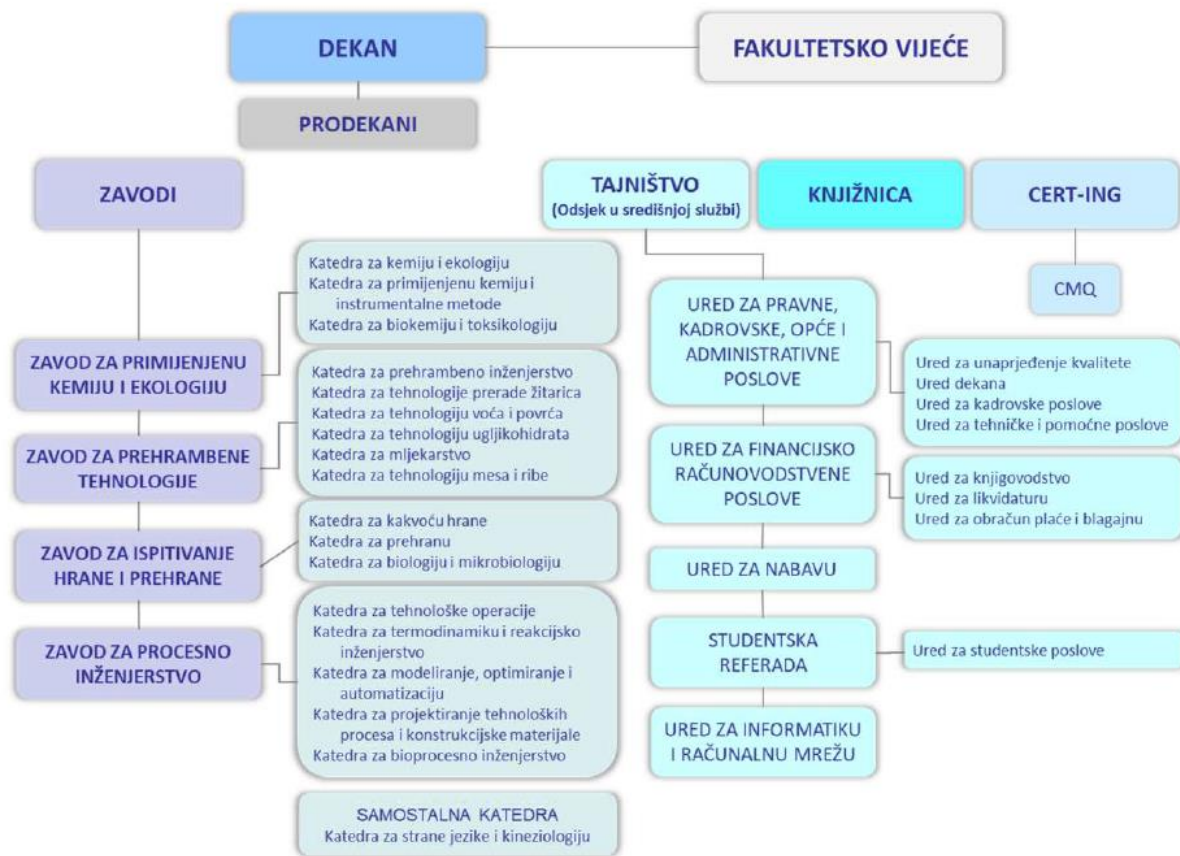 DEKAN
FAKULTETSKO VIJEĆE
PRODEKANI
ZAVODI
TAJNIŠTVO
(Odsjek u središnjoj službi)
KNJIŽNICA
CERT-ING
CMQ
ZAVOD ZA PRIMIJENJENU
KEMIJU I EKOLOGIJU
Katedra za kemiju i ekologiju
Katedra za primijenjenu kemiju i
instrumentalne metode
Katedra za biokemiju i toksikologiju
ZAVOD ZA PREHRAMBENE
TEHNOLOGIJE
Katedra za prehrambeno inženjerstvo
Katedra za tehnologije prerade žitarica
Katedra za tehnologiju voća i povrća
Katedra za tehnologiju ugljikohidrata
Katedra za mljekarstvo
Katedra za tehnologiju mesa i ribe
ZAVOD ZA ISPITIVANJE
HRANE I PREHRANE
Katedra za kakvoću hrane
Katedra za prehranu
Katedra za biologiju i mikrobiologiju
ZAVOD ZA PROCESNO
INŽENJERSTVO
Katedra za tehnološke operacije
Katedra za termodinamiku i reakcijsko
inženjerstvo
Katedra za modeliranje, optimiranje i
automatizaciju
Katedra za projektiranje tehnoloških
procesa i konstrukcijske materijale
Katedra za bioprocesno inženjerstvo
SAMOSTALNA KATEDRA
Katedra za strane jezike i kineziologiju
URED ZA PRAVNE,
KADROVSKE, OPĆE I
ADMINISTRATIVNE
POSLOVE
Ured za unaprjeđenje kvalitete
Ured dekana
Ured za kadrovske poslove
Ured za tehničke i pomoćne poslove
URED ZA FINANCIJSKO
RAČUNOVODSTVENE
POSLOVE
Ured za knjigovodstvo
Ured za likvidaturu
Ured za obračun plaće i blagajnu
URED ZA NABAVU
STUDENTSKA
REFERADA
Ured za studentske poslove
URED ZA INFORMATIKU
I RAČUNALNU MREŽU